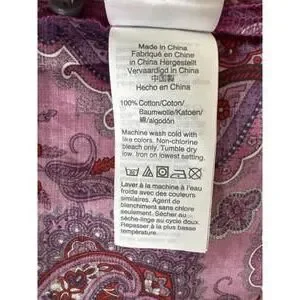 Made in China
Fabriqué en Chine
In China Hergestellt
Vervaardigd in China
中国製
Hecho en China
100% Cotton/Coton/
Baumwolle/Katoen/
綿/algodón
Machine wash cold with
like colors. Non-chlorine
bleach only. Tumble dry
low. Iron on lowest setting.
Laver à la machine à l'eau
froide avec des couleurs
similaires. Agent de
blanchiment sans chlore
seulement. Sécher au
sèche-linge au cycle doux.
Repasser à la plus basse
température.